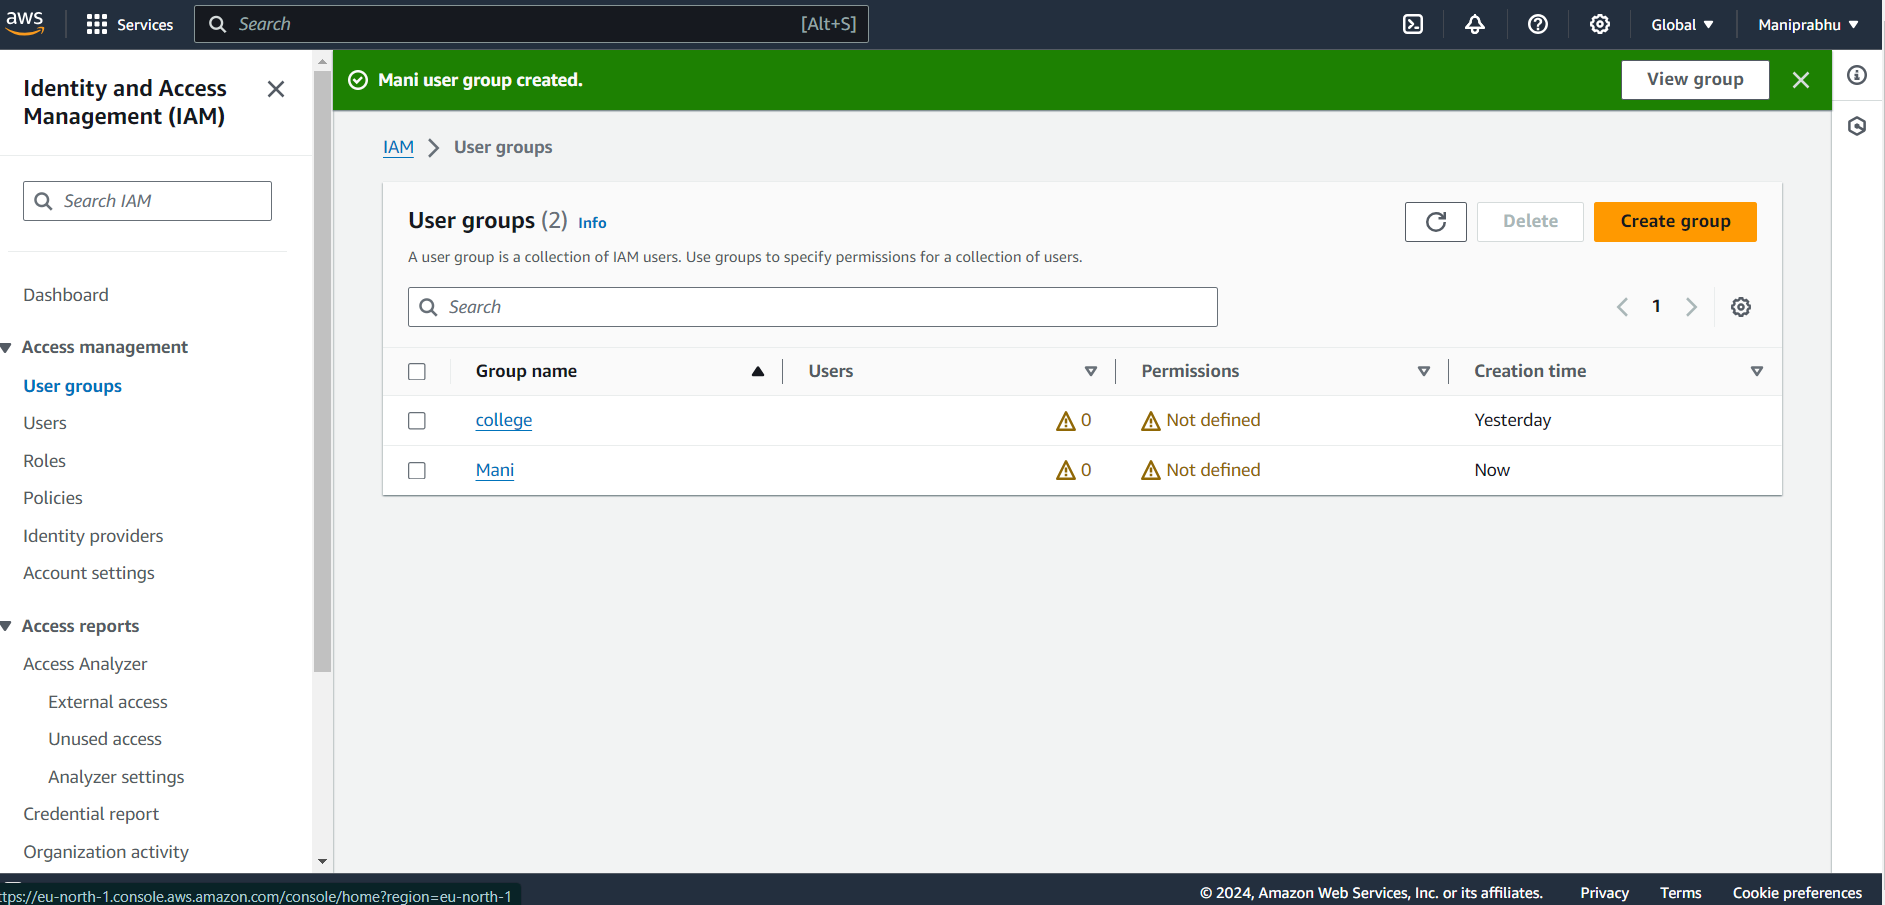 aws Services Search [Alt+S] Global Maniprabhu
Identity and Access
Management (IAM)
Search IAM
Dashboard
Access management
User groups
Users
Roles
Policies
Identity providers
Account settings
Access reports
Access Analyzer
External access
Unused access
Analyzer settings
Credential report
Organization activity
Mani user group created. View group
IAM User groups
User groups (2) Info Delete Create group
A user group is a collection of IAM users. Use groups to specify permissions for a collection of users.
Search 1
Group name Users Permissions Creation time
college 0 Not defined Yesterday
Mani 0 Not defined Now
ttps://eu-north-1.console.aws.amazon.com/console/home?region=eu-north-1
© 2024, Amazon Web Services, Inc. or its affiliates. Privacy Terms Cookie preferences